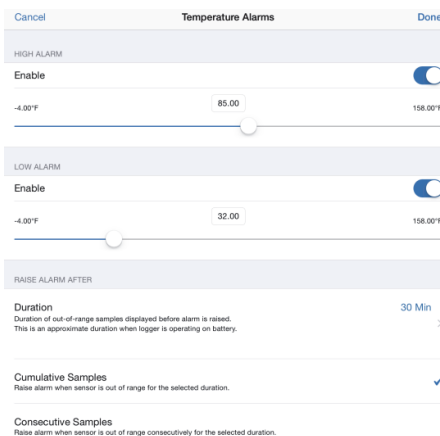 Cancel Temperature Alarms Done
HIGH ALARM
Enable
-4.00°F 85.00 158.00°F
LOW ALARM
Enable
-4.00°F 32.00 158.00°F
RAISE ALARM AFTER
Duration 30 Min
Duration of out-of-range samples displayed before alarm is raised.
This is an approximate duration when logger is operating on battery.
Cumulative Samples
Raise alarm when sensor is out of range for the selected duration.
Consecutive Samples
Raise alarm when sensor is out of range consecutively for the selected duration.